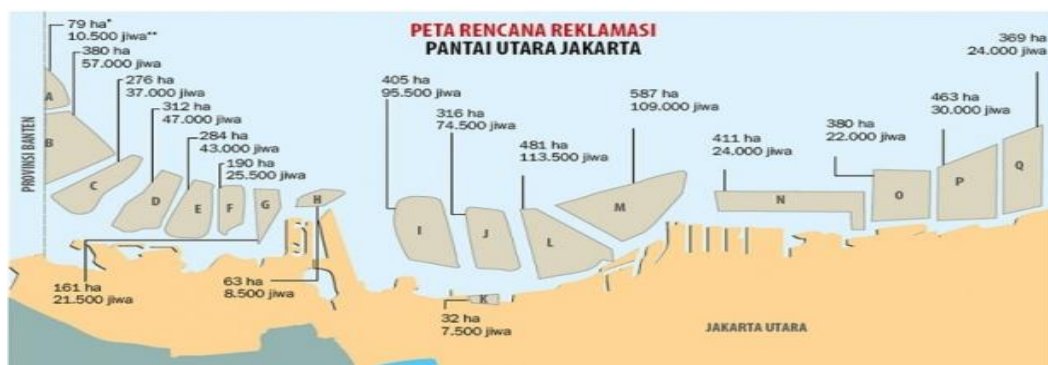 PETA RENCANA REKLAMASI
PANTAI UTARA JAKARTA
79 ha*
10.500 jiwa**
380 ha
57.000 jiwa
276 ha
37.000 jiwa
312 ha
47.000 jiwa
284 ha
43.000 jiwa
190 ha
25.500 jiwa
405 ha
95.500 jiwa
316 ha
74.500 jiwa
481 ha
113.500 jiwa
587 ha
109.000 jiwa
411 ha
24.000 jiwa
380 ha
22.000 jiwa
463 ha
30.000 jiwa
369 ha
24.000 jiwa
PROVINSI BANTEN
A
B
C
D
E
F
G
H
I
J
K
L
M
N
O
P
Q
161 ha
21.500 jiwa
63 ha
8.500 jiwa
32 ha
7.500 jiwa
JAKARTA UTARA